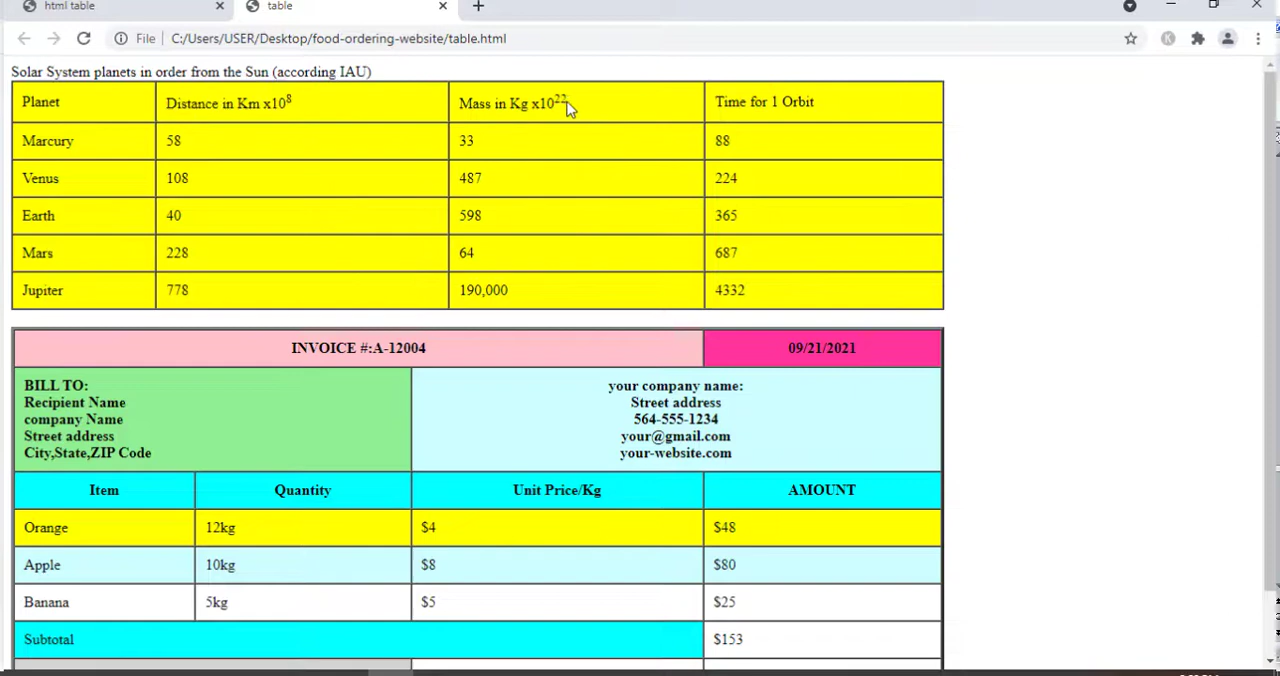 html table
table
File
C:/Users/USER/Desktop/food-ordering-website/table.html
Solar System planets in order from the Sun (according IAU)
Planet Distance in Km x10⁸ Mass in Kg x10²² Time for 1 Orbit
Marcury 58 33 88
Venus 108 487 224
Earth 40 598 365
Mars 228 64 687
Jupiter 778 190,000 4332
INVOICE #:A-12004 09/21/2021
BILL TO:
Recipient Name
company Name
Street address
City,State,ZIP Code
your company name:
Street address
564-555-1234
your@gmail.com
your-website.com
Item Quantity Unit Price/Kg AMOUNT
Orange 12kg $4 $48
Apple 10kg $8 $80
Banana 5kg $5 $25
Subtotal $153